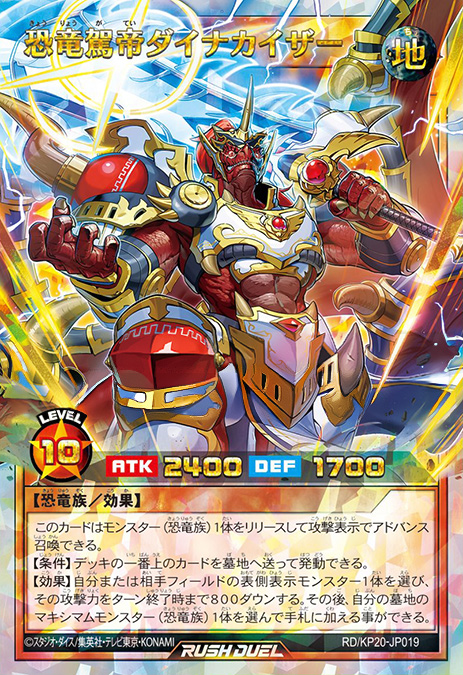 きょうりゅうがてい
恐竜駕帝ダイナカイザー
ち
地
LEVEL
10
ATK 2400 DEF 1700
【恐竜族／効果】
このカードはモンスター（恐竜族）1体をリリースして攻撃表示でアドバンス
召喚できる。
【条件】デッキの一番上のカードを墓地へ送って発動できる。
【効果】自分または相手フィールドの表側表示モンスター1体を選び、
その攻撃力をターン終了時まで800ダウンする。その後、自分の墓地の
マキシマムモンスター（恐竜族）1体を選んで手札に加える事ができる。
©スタジオ・ダイス/集英社・テレビ東京・KONAMI
RUSH DUEL
RD/KP20-JP019